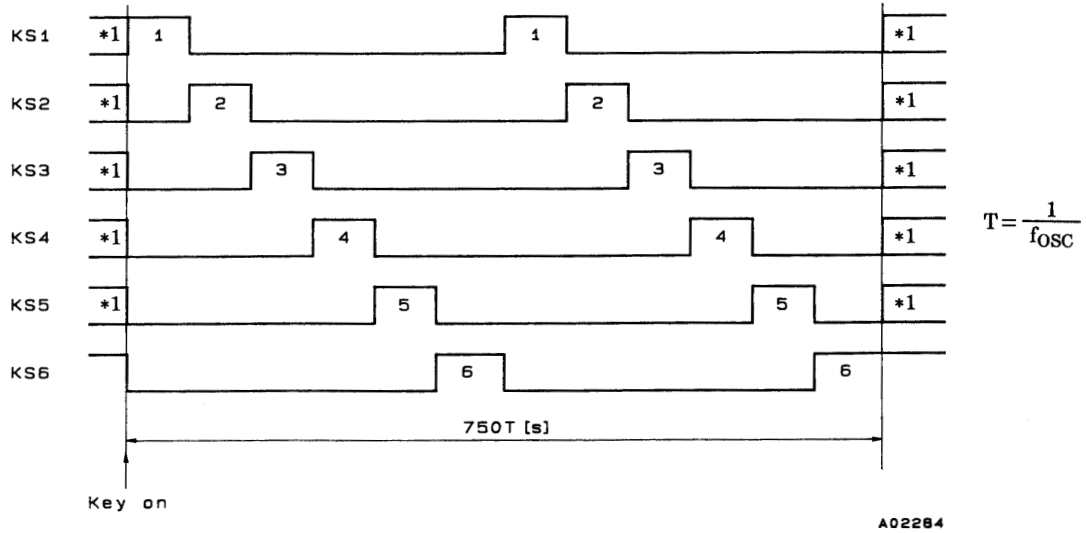 KS1 *1 1 1 *1
KS2 *1 2 2 *1
KS3 *1 3 3 *1
KS4 *1 4 4 *1
KS5 *1 5 5 *1
KS6 6 6
T=1/fOSC
750T [s]
Key on
A02284